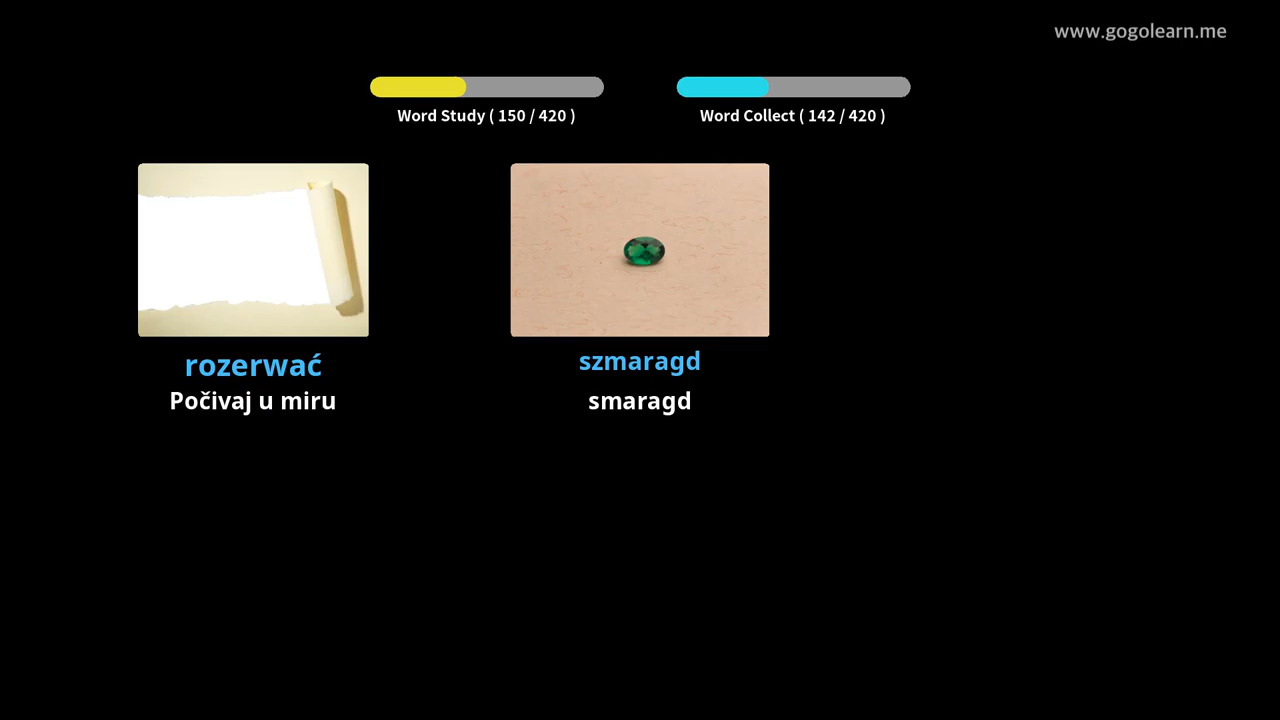 www.gogolearn.me
Word Study ( 150 / 420 )
Word Collect ( 142 / 420 )
rozerwać
Počivaj u miru
szmaragd
smaragd